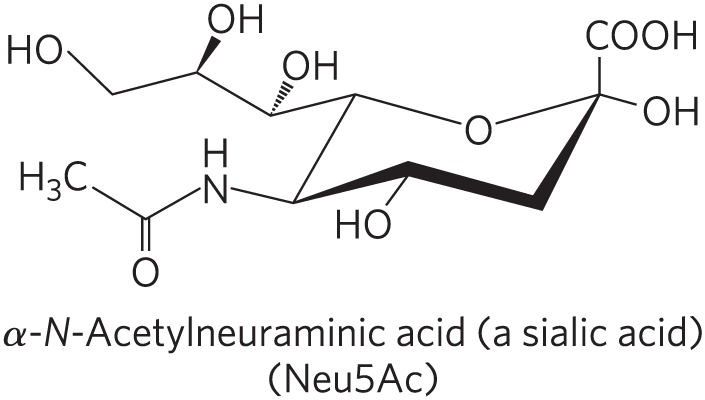 OH
HO
OH
COOH
O
OH
H
N
H₃C
HO
O
α-N-Acetylneuraminic acid (a sialic acid)
(Neu5Ac)